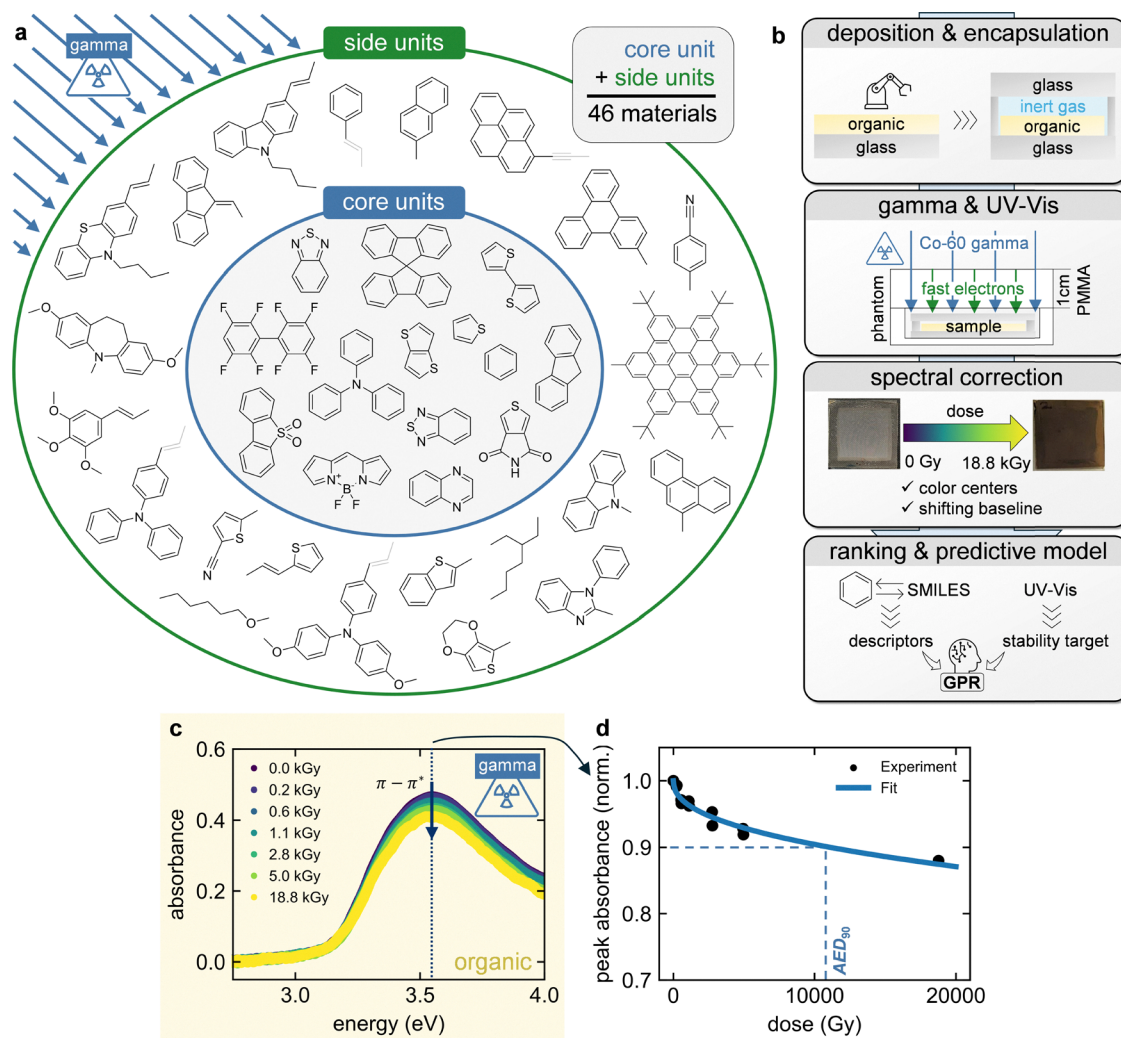 a
gamma
side units
core unit
+ side units
46 materials
core units
S
N
N
S
S
S
F
F
F
F
F
F
F
F
S
S
N
S
O
O
N
S
N
S
O
N
H
O
N+
B-
N
F
F
N
N
N
S
N
N
O
N
O
O
O
O
N
S
N
S
O
N
O
O
S
O
O
S
N
N
N
N
b
deposition & encapsulation
organic
glass
glass
inert gas
organic
glass
gamma & UV-Vis
Co-60 gamma
fast electrons
phantom
sample
1cm
PMMA
spectral correction
dose
0 Gy
18.8 kGy
✓ color centers
✓ shifting baseline
ranking & predictive model
SMILES
UV-Vis
descriptors
stability target
GPR
c
absorbance
0.6
0.4
0.2
0.0
0.0 kGy
0.2 kGy
0.6 kGy
1.1 kGy
2.8 kGy
5.0 kGy
18.8 kGy
π − π*
gamma
organic
3.0
3.5
4.0
energy (eV)
d
peak absorbance (norm.)
1.0
0.9
0.8
0.7
Experiment
Fit
AED90
0
10000
20000
dose (Gy)